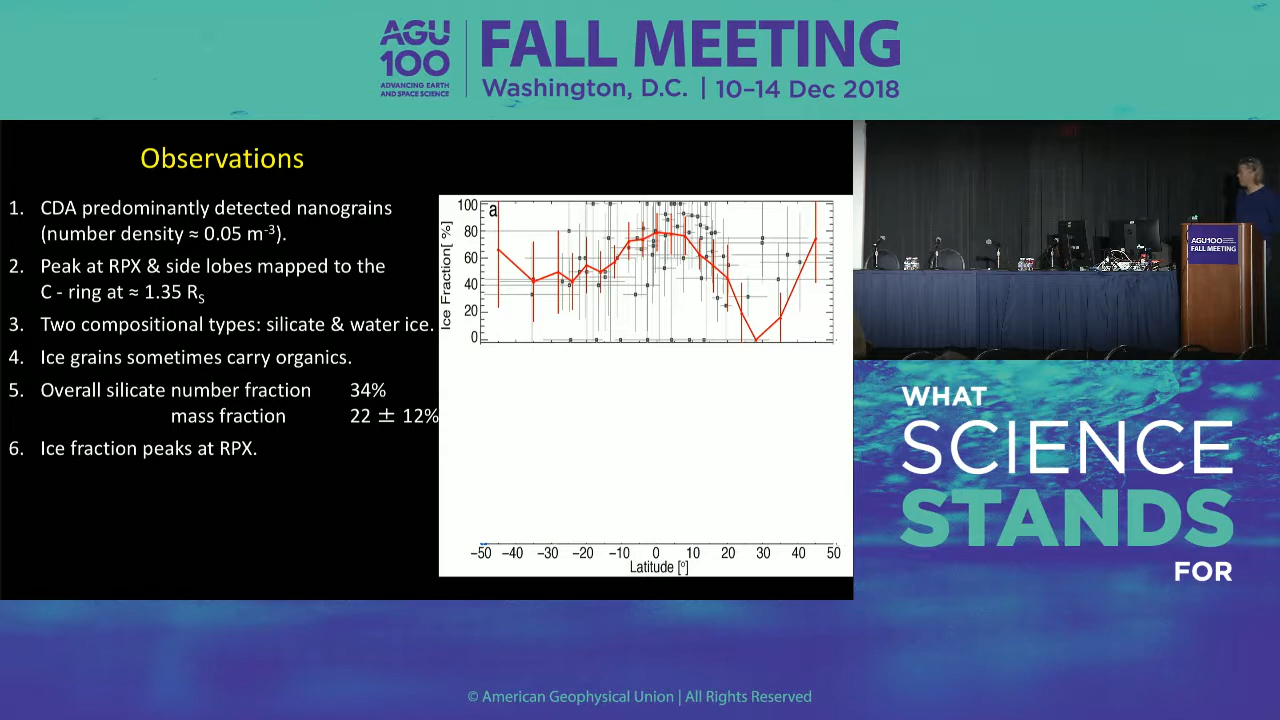 AGU
100
ADVANCING EARTH
AND SPACE SCIENCE
FALL MEETING
Washington, D.C. | 10–14 Dec 2018
Observations
1. CDA predominantly detected nanograins
(number density ≈ 0.05 m⁻³).
2. Peak at RPX & side lobes mapped to the
C - ring at ≈ 1.35 R_S
3. Two compositional types: silicate & water ice.
4. Ice grains sometimes carry organics.
5. Overall silicate number fraction 34%
mass fraction 22 ± 12%
6. Ice fraction peaks at RPX.
a
Ice Fraction[ %]
100
80
60
40
20
0
−50 −40 −30 −20 −10 0 10 20 30 40 50
Latitude [°]
AGU100
FALL MEETING
WHAT
SCIENCE
STANDS
FOR
© American Geophysical Union | All Rights Reserved